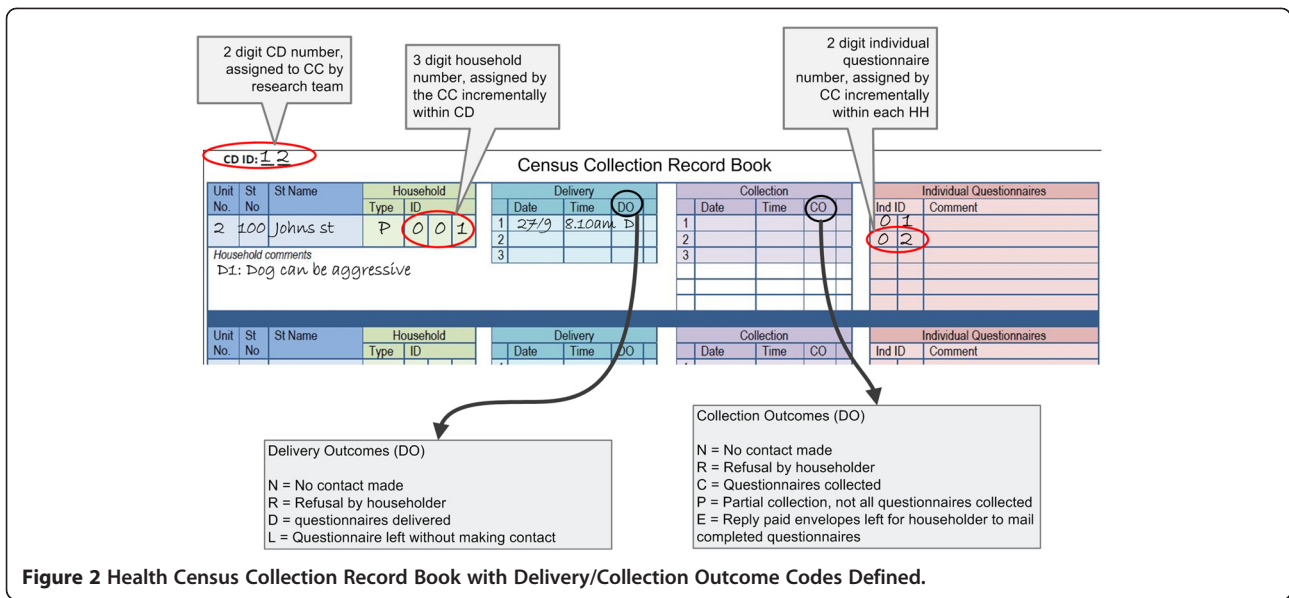 2 digit CD number,
assigned to CC by
research team
3 digit household
number, assigned by
the CC incrementally
within CD
2 digit individual
questionnaire
number, assigned by
CC incrementally
within each HH
CD ID: 1 2
Census Collection Record Book
Unit St St Name Household Delivery Collection Individual Questionnaires
No. No Type ID Date Time DO Date Time CO Ind ID Comment
2 100 Johns st P 0 0 1 1 27/9 8.10am D 1 0 1
2 2 0 2
Household comments 3 3
D1: Dog can be aggressive
Unit St St Name Household Delivery Collection Individual Questionnaires
No. No Type ID Date Time DO Date Time CO Ind ID Comment
Delivery Outcomes (DO)
N = No contact made
R = Refusal by householder
D = questionnaires delivered
L = Questionnaire left without making contact
Collection Outcomes (DO)
N = No contact made
R = Refusal by householder
C = Questionnaires collected
P = Partial collection, not all questionnaires collected
E = Reply paid envelopes left for householder to mail
completed questionnaires
Figure 2 Health Census Collection Record Book with Delivery/Collection Outcome Codes Defined.